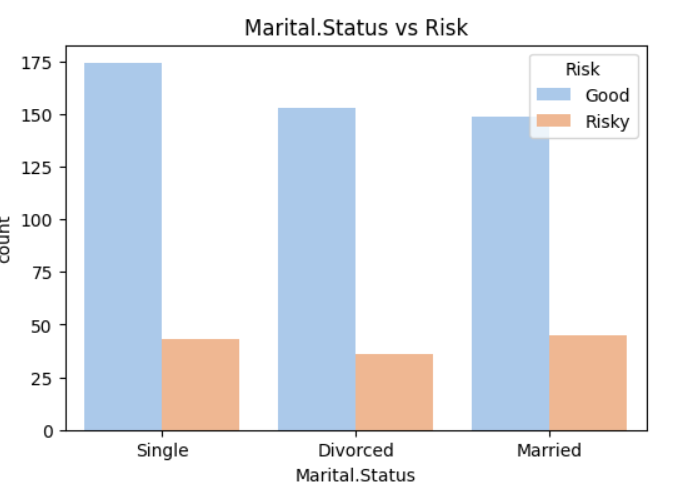 Marital.Status vs Risk
Risk
Good
Risky
175
150
125
100
75
50
25
0
count
Single Divorced Married
Marital.Status